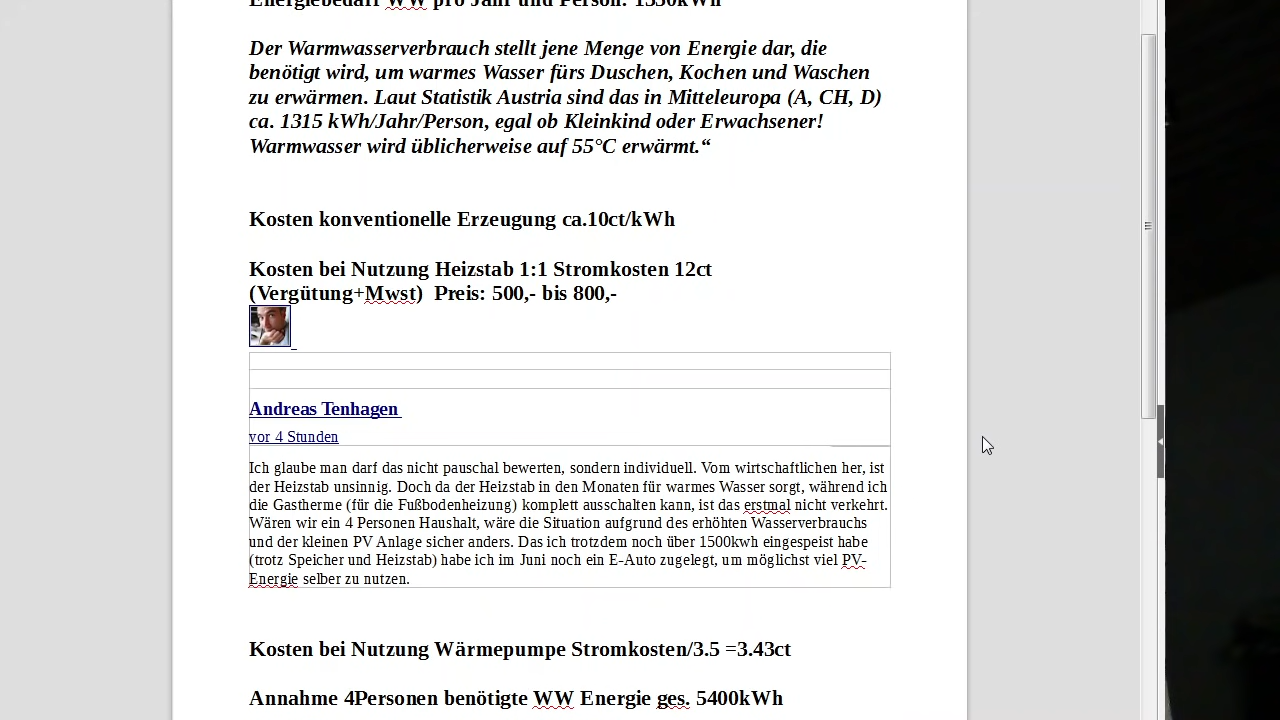 Energiebedarf WW pro Jahr und Person: 1350kWh
Der Warmwasserverbrauch stellt jene Menge von Energie dar, die
benötigt wird, um warmes Wasser fürs Duschen, Kochen und Waschen
zu erwärmen. Laut Statistik Austria sind das in Mitteleuropa (A, CH, D)
ca. 1315 kWh/Jahr/Person, egal ob Kleinkind oder Erwachsener!
Warmwasser wird üblicherweise auf 55°C erwärmt.“
Kosten konventionelle Erzeugung ca.10ct/kWh
Kosten bei Nutzung Heizstab 1:1 Stromkosten 12ct
(Vergütung+Mwst)  Preis: 500,- bis 800,-
Andreas Tenhagen
vor 4 Stunden
Ich glaube man darf das nicht pauschal bewerten, sondern individuell. Vom wirtschaftlichen her, ist
der Heizstab unsinnig. Doch da der Heizstab in den Monaten für warmes Wasser sorgt, während ich
die Gastherme (für die Fußbodenheizung) komplett ausschalten kann, ist das erstmal nicht verkehrt.
Wären wir ein 4 Personen Haushalt, wäre die Situation aufgrund des erhöhten Wasserverbrauchs
und der kleinen PV Anlage sicher anders. Das ich trotzdem noch über 1500kwh eingespeist habe
(trotz Speicher und Heizstab) habe ich im Juni noch ein E-Auto zugelegt, um möglichst viel PV-
Energie selber zu nutzen.
Kosten bei Nutzung Wärmepumpe Stromkosten/3.5 =3.43ct
Annahme 4Personen benötigte WW Energie ges. 5400kWh